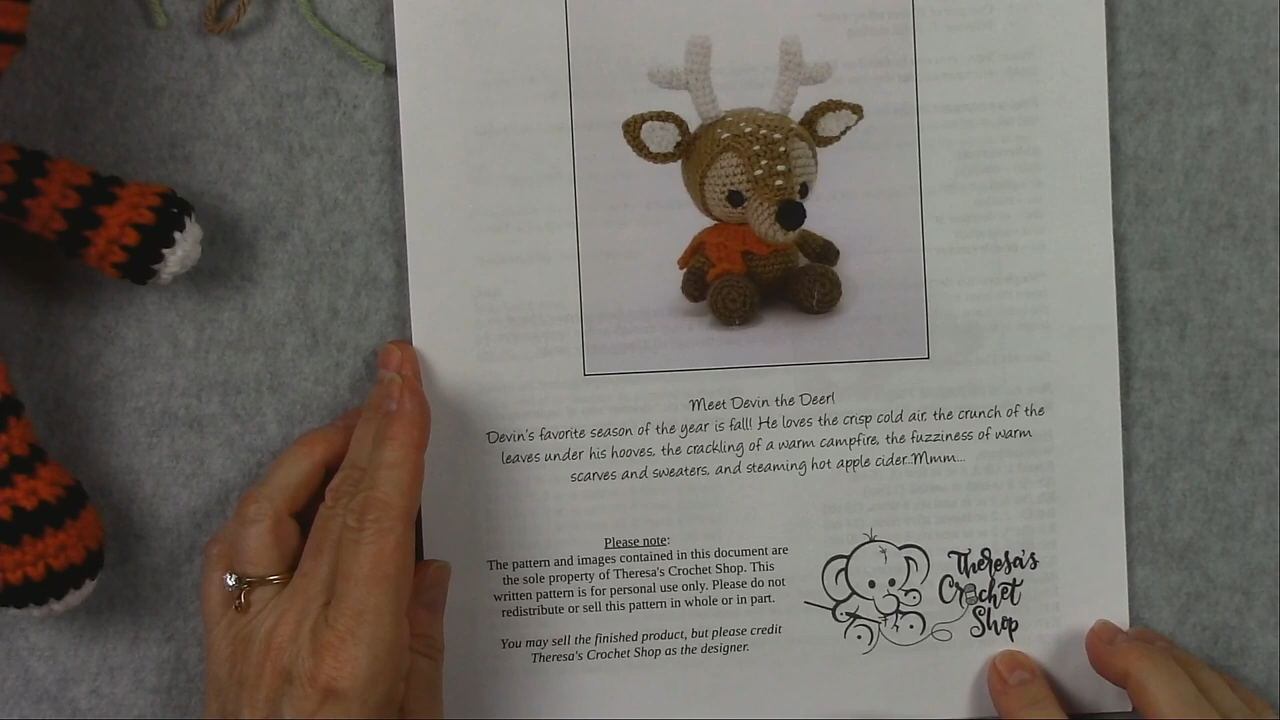 Meet Devin the Deer!
Devin's favorite season of the year is fall! He loves the crisp cold air, the crunch of the
leaves under his hooves, the crackling of a warm campfire, the fuzziness of warm
scarves and sweaters, and steaming hot apple cider...Mmm...
Please note:
The pattern and images contained in this document are
the sole property of Theresa's Crochet Shop. This
written pattern is for personal use only. Please do not
redistribute or sell this pattern in whole or in part.
You may sell the finished product, but please credit
Theresa's Crochet Shop as the designer.
Theresa's
Crochet
Shop